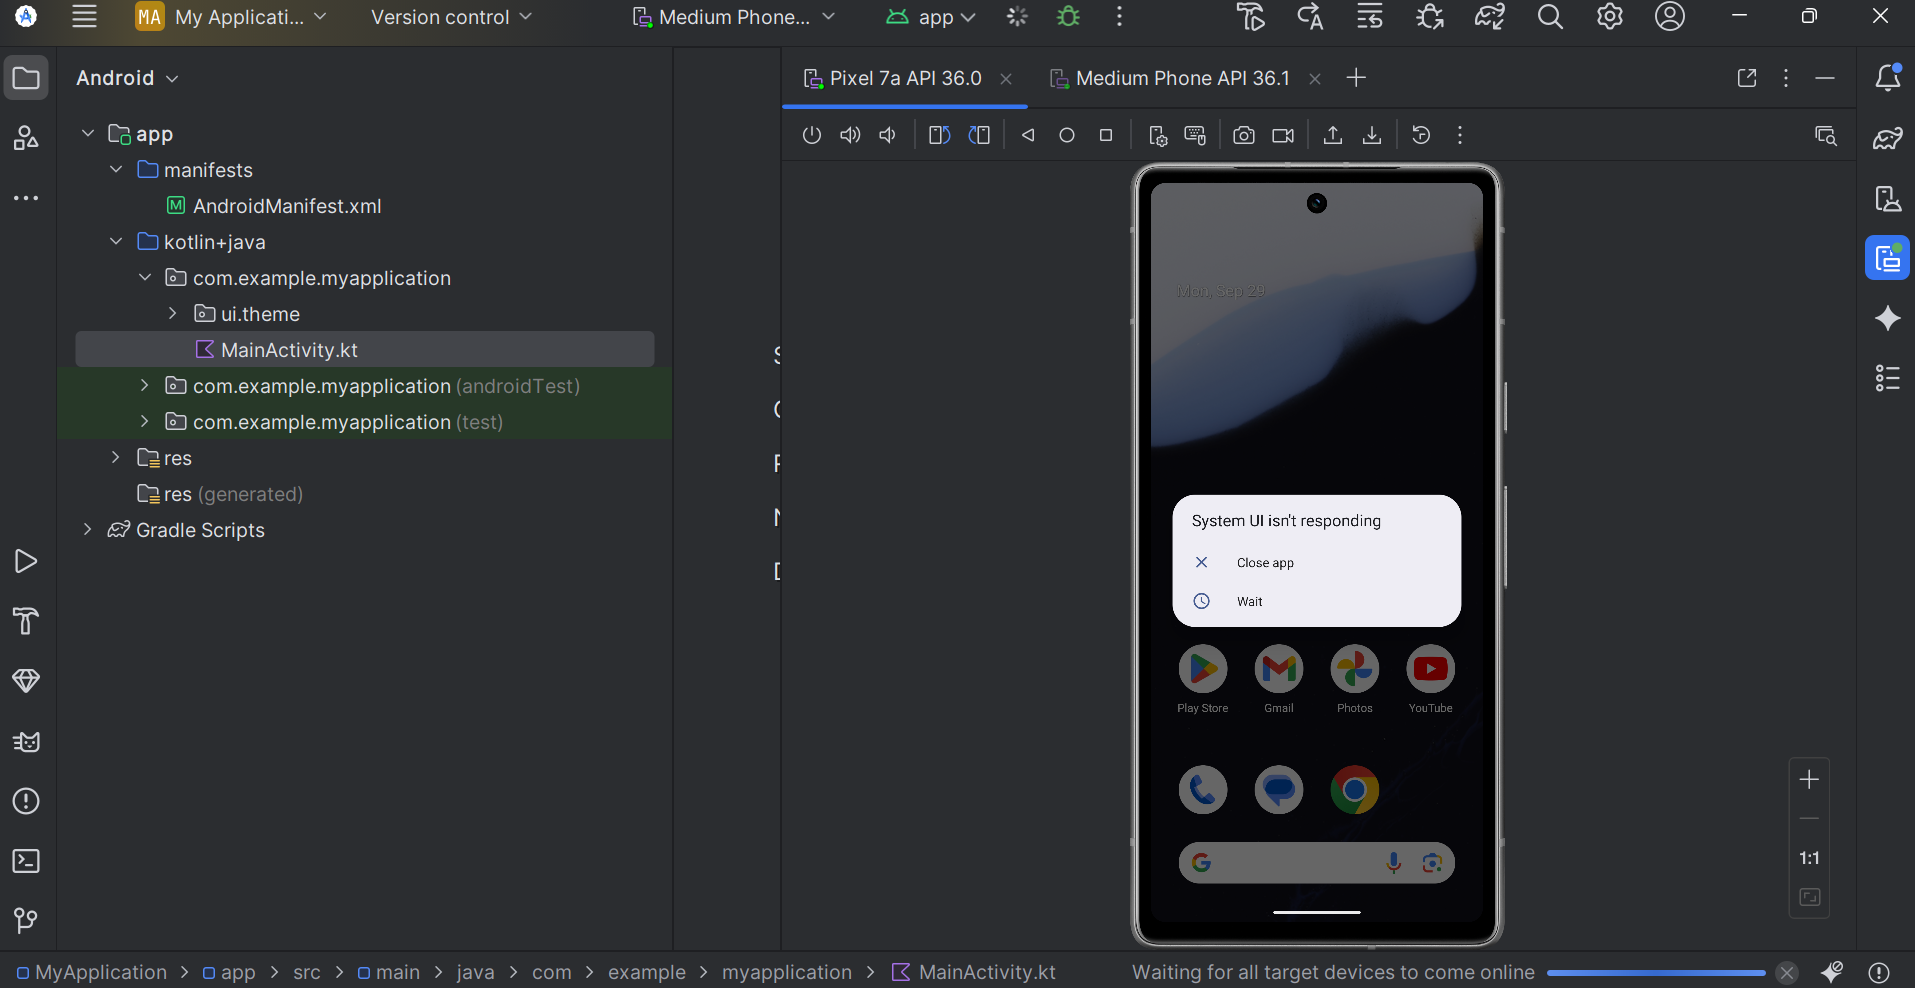 MA My Applicati... Version control Medium Phone... app
Android
Pixel 7a API 36.0 Medium Phone API 36.1
app
manifests
AndroidManifest.xml
kotlin+java
com.example.myapplication
ui.theme
MainActivity.kt
com.example.myapplication (androidTest)
com.example.myapplication (test)
res
res (generated)
Gradle Scripts
Mon, Sep 29
System UI isn't responding
Close app
Wait
Play Store Gmail Photos YouTube
1:1
MyApplication > app > src > main > java > com > example > myapplication > MainActivity.kt Waiting for all target devices to come online